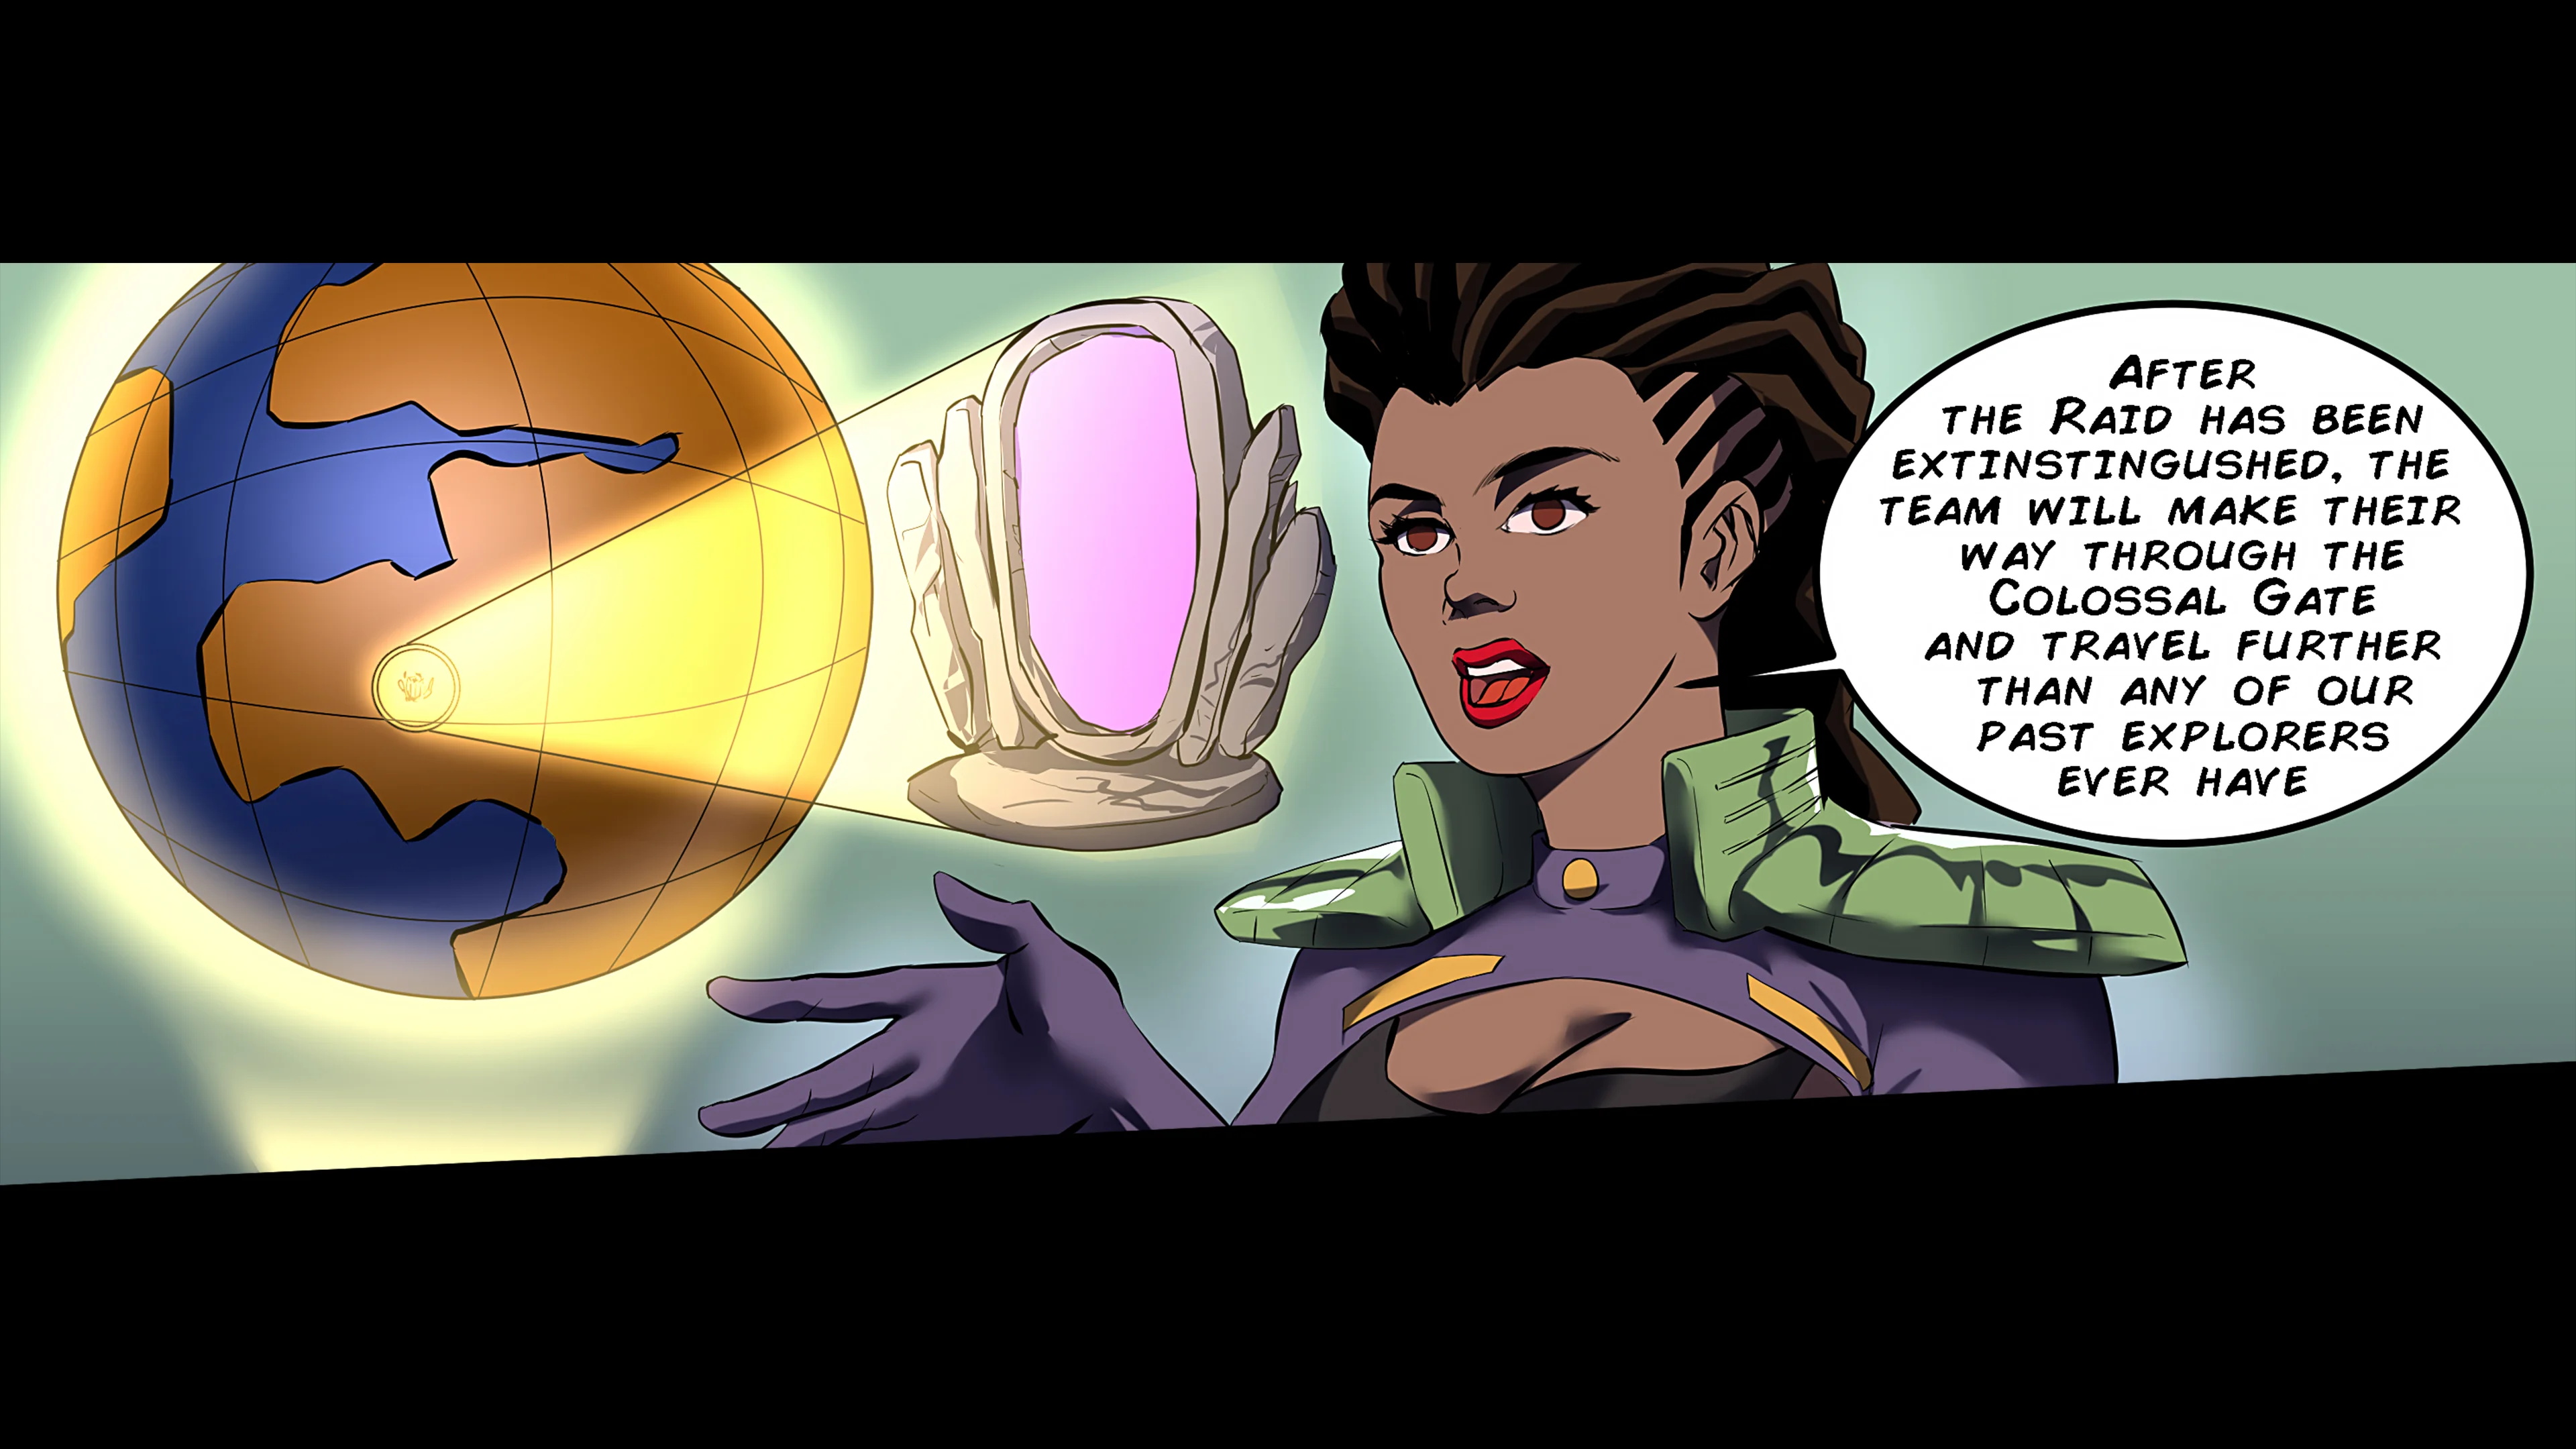 AFTER
THE RAID HAS BEEN
EXTINSTINGUSHED, THE
TEAM WILL MAKE THEIR
WAY THROUGH THE
COLOSSAL GATE
AND TRAVEL FURTHER
THAN ANY OF OUR
PAST EXPLORERS
EVER HAVE